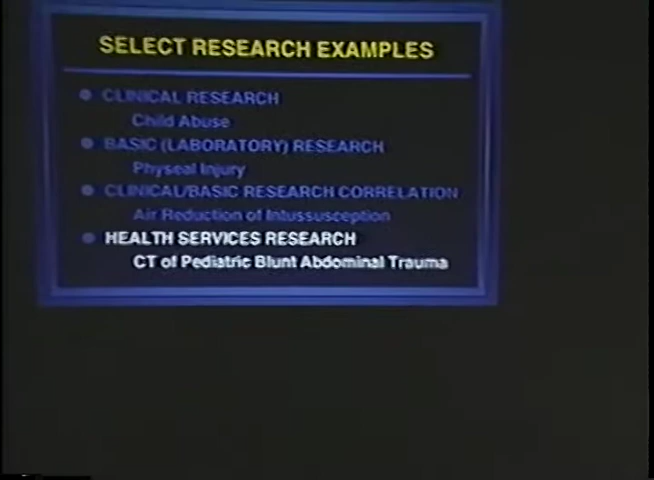 SELECT RESEARCH EXAMPLES
CLINICAL RESEARCH
Child Abuse
BASIC (LABORATORY) RESEARCH
Physeal Injury
CLINICAL/BASIC RESEARCH CORRELATION
Air Reduction of Intussusception
HEALTH SERVICES RESEARCH
CT of Pediatric Blunt Abdominal Trauma